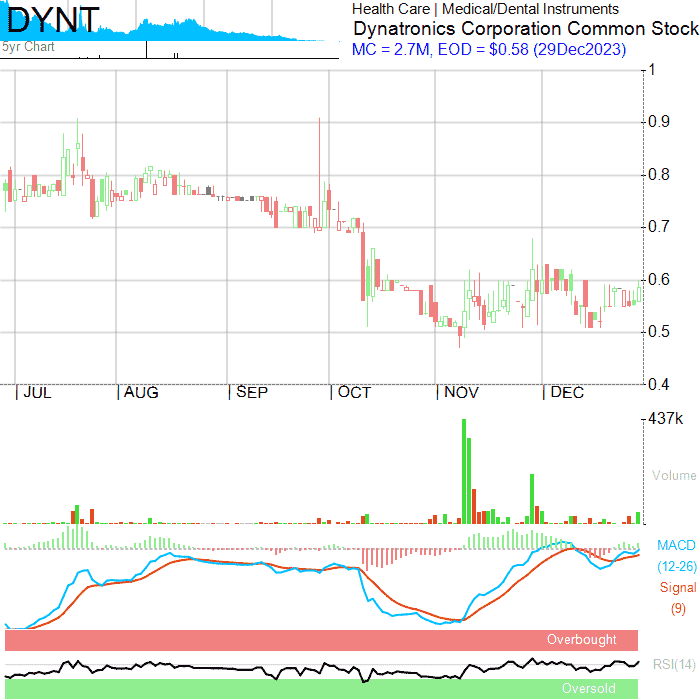 DYNT
5yr Chart
Health Care | Medical/Dental Instruments
Dynatronics Corporation Common Stock
MC = 2.7M, EOD = $0.58 (29Dec2023)
1
0.9
0.8
0.7
0.6
0.5
0.4
JUL AUG SEP OCT NOV DEC
437k
Volume
MACD
(12-26)
Signal
(9)
Overbought
RSI(14)
Oversold